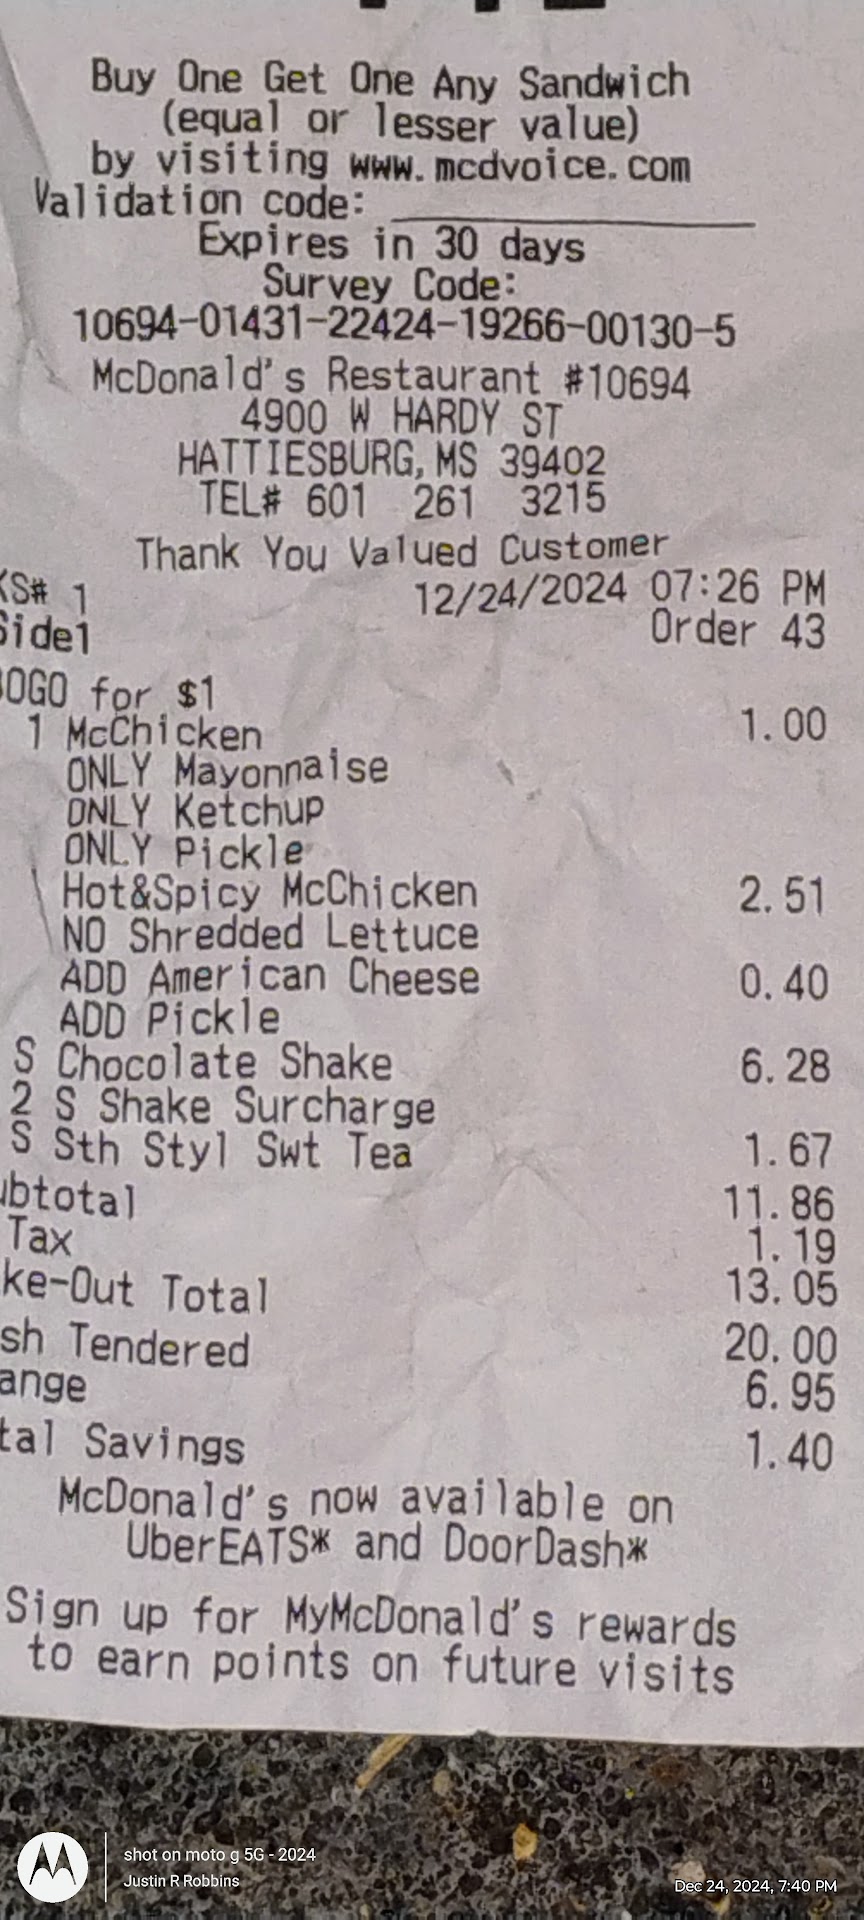 Buy One Get One Any Sandwich
(equal or lesser value)
by visiting www.mcdvoice.com
Validation code:
Expires in 30 days
Survey Code:
10694-01431-22424-19266-00130-5
McDonald's Restaurant #10694
4900 W HARDY ST
HATTIESBURG, MS 39402
TEL# 601 261 3215
Thank You Valued Customer
KS# 1 12/24/2024 07:26 PM
Side1 Order 43
BOGO for $1
1 McChicken 1.00
ONLY Mayonnaise
ONLY Ketchup
ONLY Pickle
Hot&Spicy McChicken 2.51
NO Shredded Lettuce
ADD American Cheese 0.40
ADD Pickle
S Chocolate Shake 6.28
2 S Shake Surcharge
S Sth Styl Swt Tea 1.67
ubtotal 11.86
Tax 1.19
ke-Out Total 13.05
sh Tendered 20.00
ange 6.95
tal Savings 1.40
McDonald's now available on
UberEATS* and DoorDash*
Sign up for MyMcDonald's rewards
to earn points on future visits
shot on moto g 5G - 2024
Justin R Robbins
Dec 24, 2024, 7:40 PM